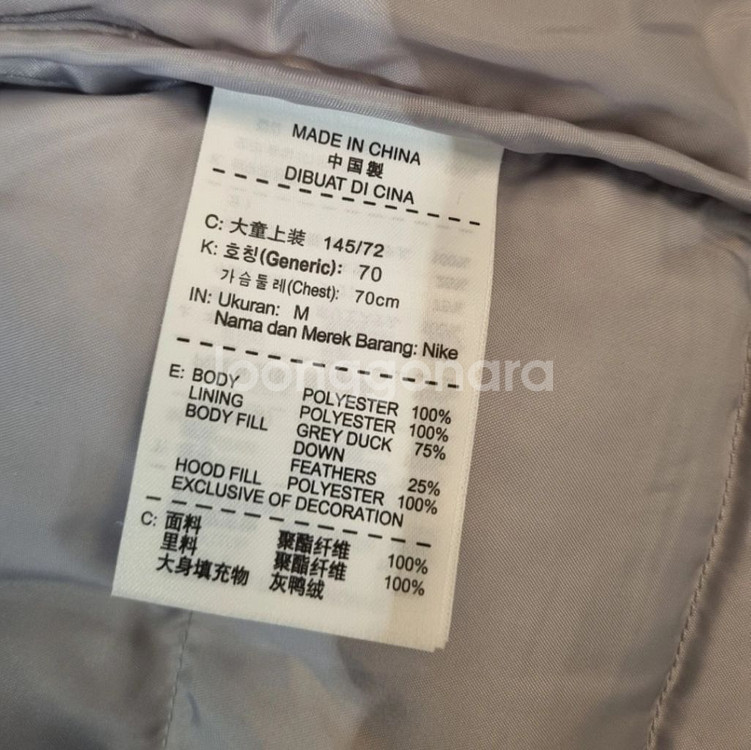 MADE IN CHINA
中国製
DIBUAT DI CINA
C: 大童上装 145/72
K: 호칭(Generic): 70
가슴둘레(Chest): 70cm
IN: Ukuran: M
Nama dan Merek Barang: Nike
loonggonara
E: BODY POLYESTER 100%
LINING POLYESTER 100%
BODY FILL GREY DUCK 75%
DOWN
FEATHERS 25%
HOOD FILL POLYESTER 100%
EXCLUSIVE OF DECORATION
C: 面料 聚酯纤维 100%
里料 聚酯纤维 100%
大身填充物 灰鸭绒